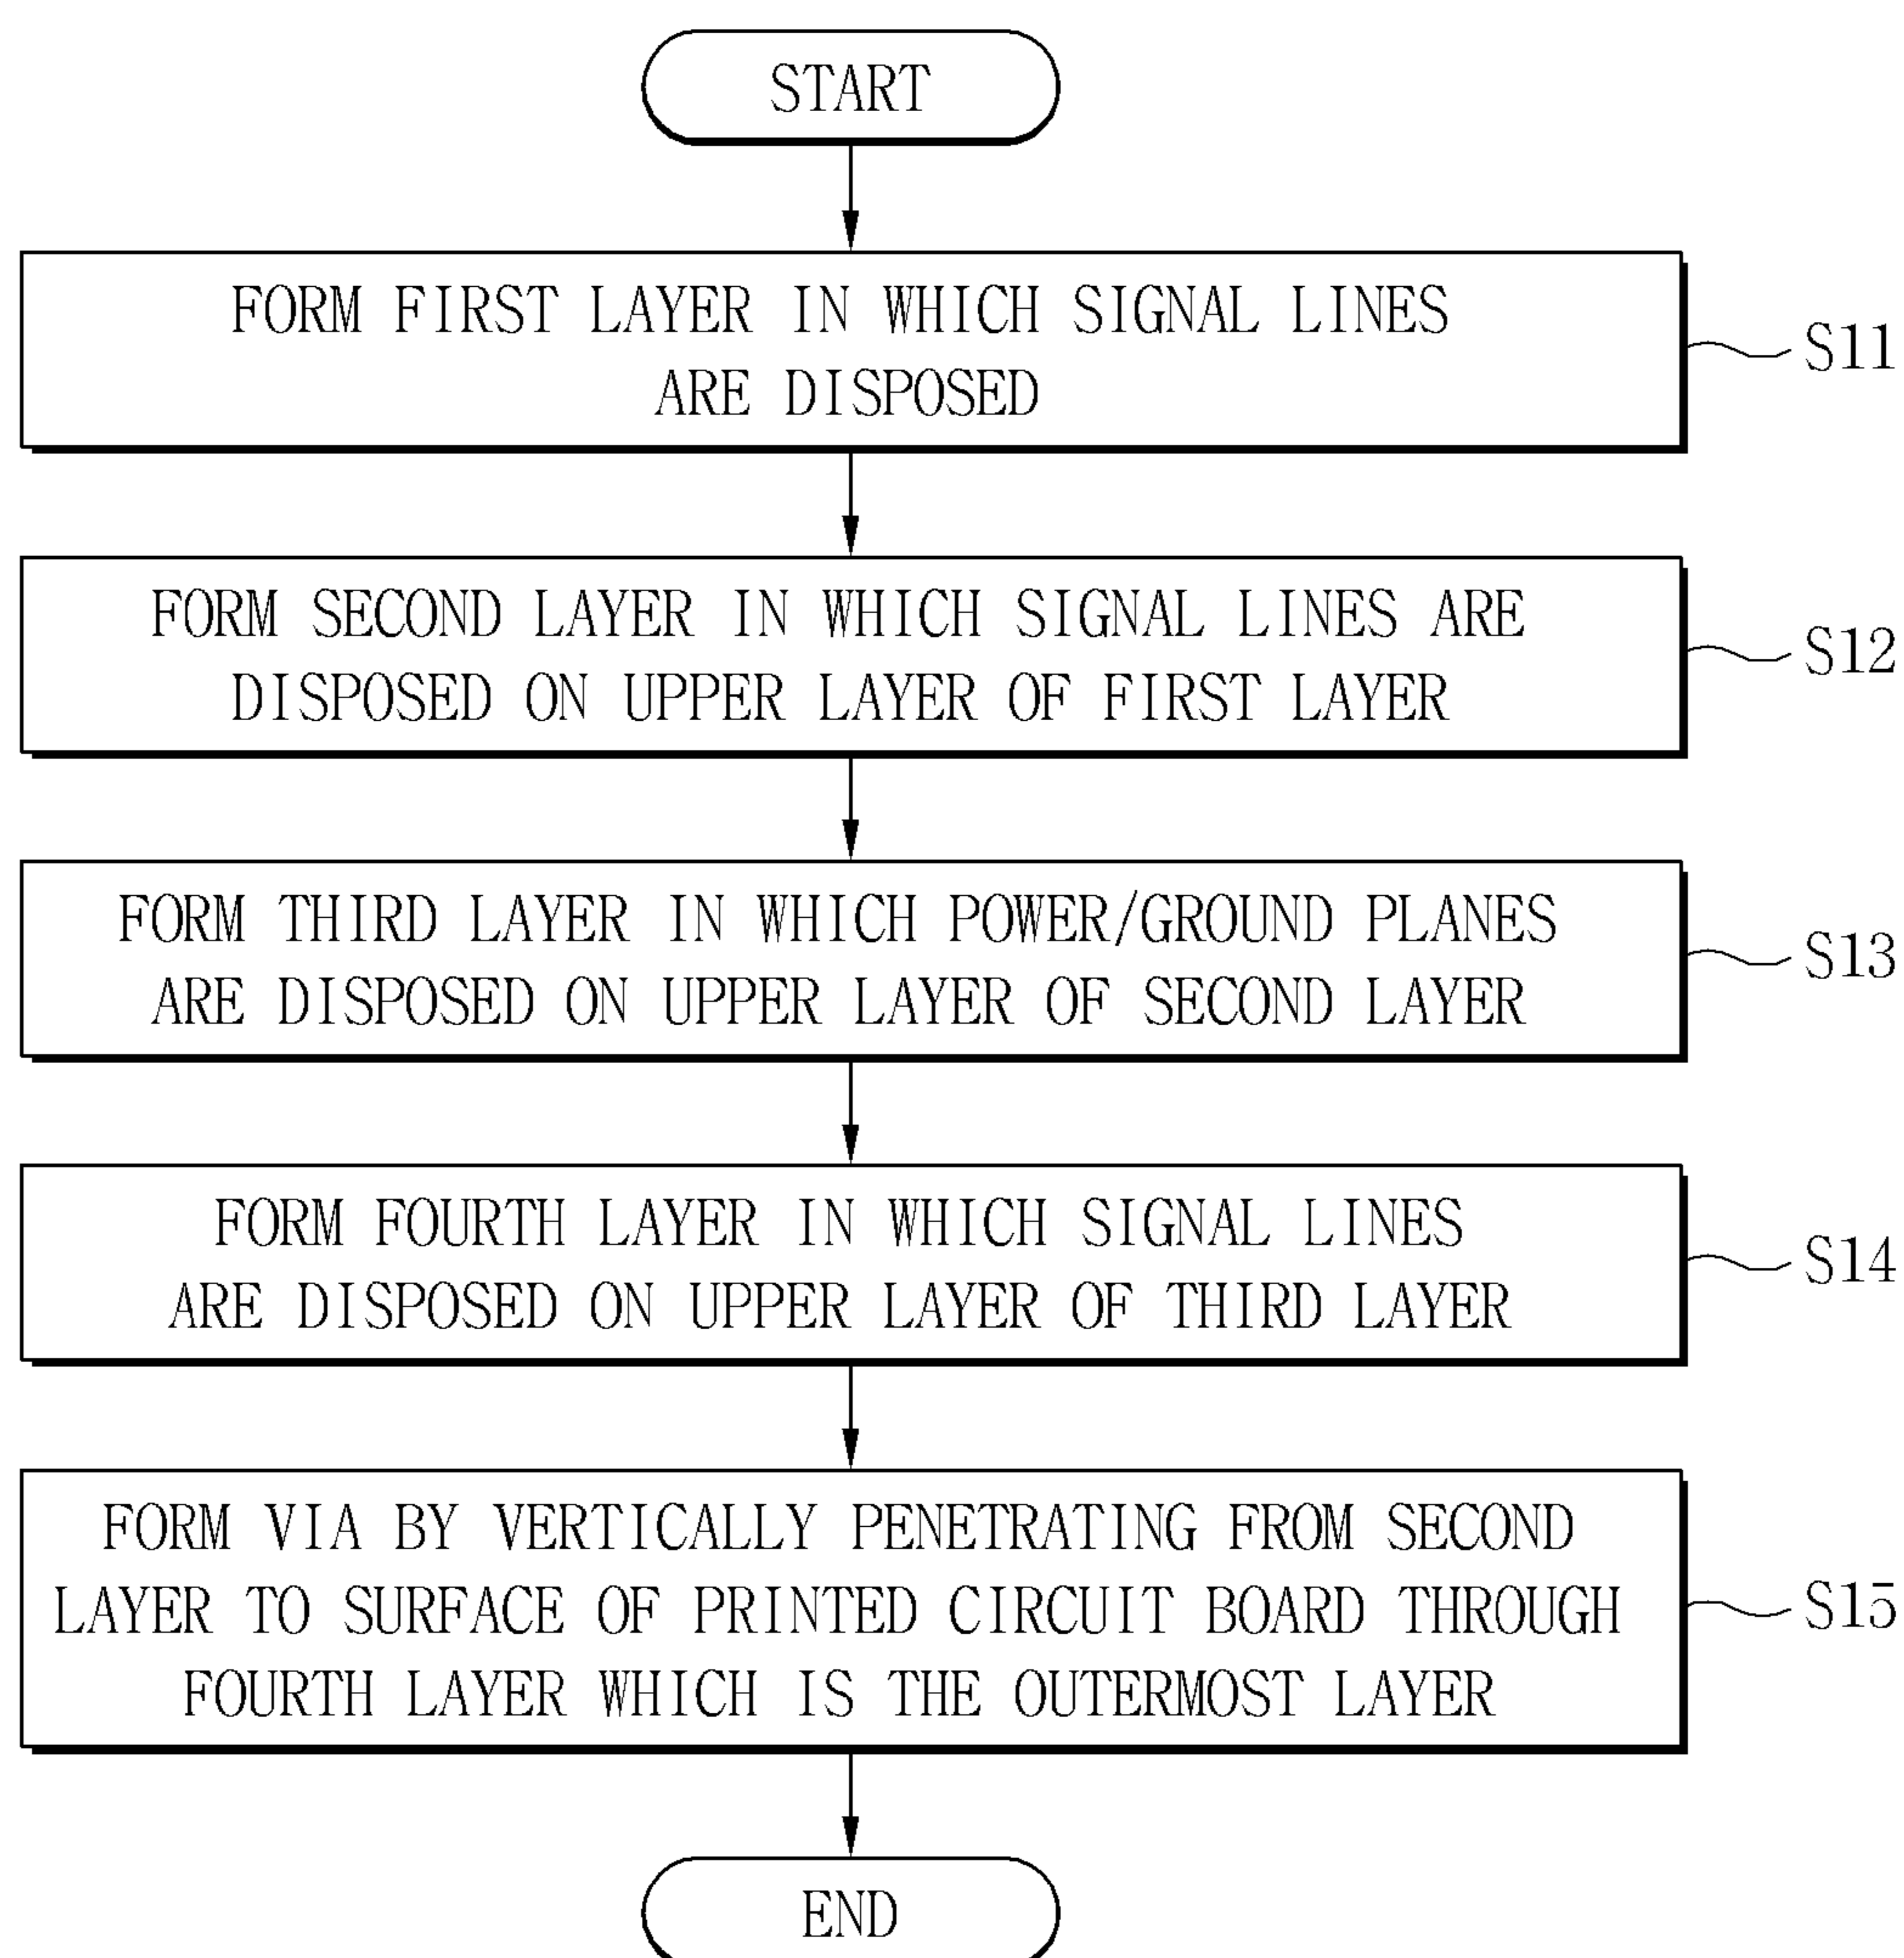 START
FORM FIRST LAYER IN WHICH SIGNAL LINES
ARE DISPOSED
S11
FORM SECOND LAYER IN WHICH SIGNAL LINES ARE
DISPOSED ON UPPER LAYER OF FIRST LAYER
S12
FORM THIRD LAYER IN WHICH POWER/GROUND PLANES
ARE DISPOSED ON UPPER LAYER OF SECOND LAYER
S13
FORM FOURTH LAYER IN WHICH SIGNAL LINES
ARE DISPOSED ON UPPER LAYER OF THIRD LAYER
S14
FORM VIA BY VERTICALLY PENETRATING FROM SECOND
LAYER TO SURFACE OF PRINTED CIRCUIT BOARD THROUGH
FOURTH LAYER WHICH IS THE OUTERMOST LAYER
S15
END